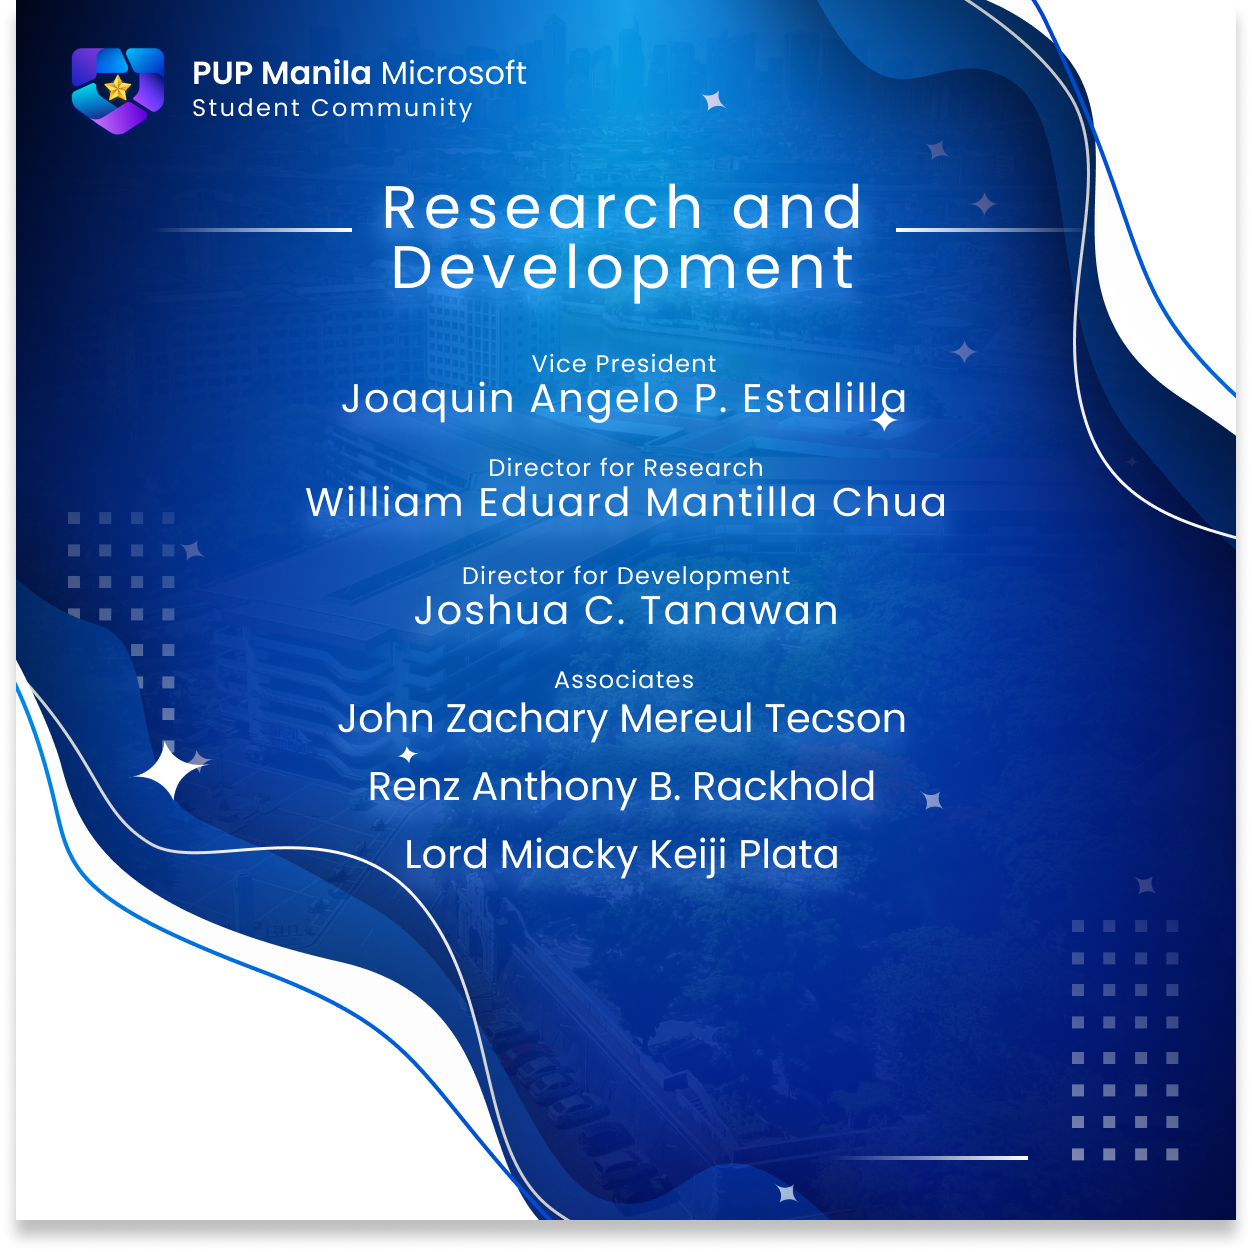 PUP Manila Microsoft
Student Community
Research and
Development
Vice President
Joaquin Angelo P. Estalilla
Director for Research
William Eduard Mantilla Chua
Director for Development
Joshua C. Tanawan
Associates
John Zachary Mereul Tecson
Renz Anthony B. Rackhold
Lord Miacky Keiji Plata